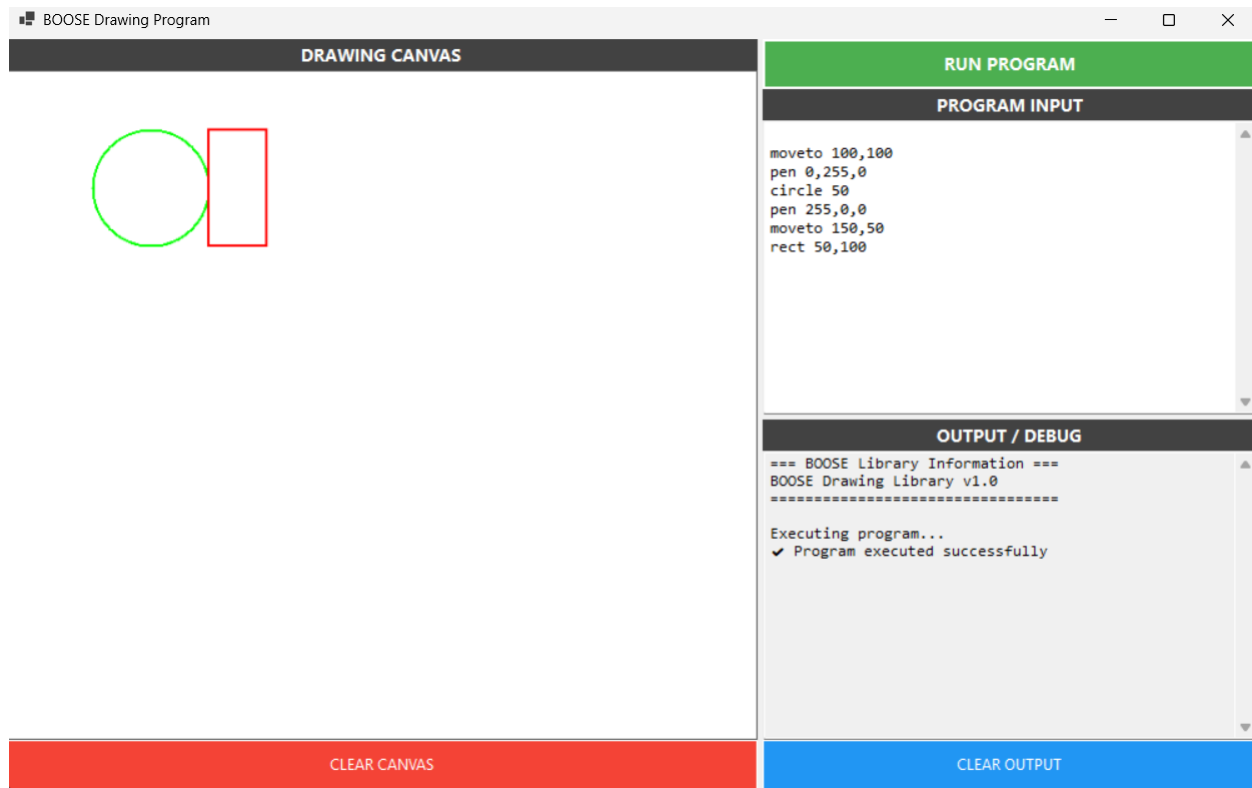 BOOSE Drawing Program
DRAWING CANVAS
RUN PROGRAM
PROGRAM INPUT
moveto 100,100
pen 0,255,0
circle 50
pen 255,0,0
moveto 150,50
rect 50,100
OUTPUT / DEBUG
=== BOOSE Library Information ===
BOOSE Drawing Library v1.0
=================================
Executing program...
✔ Program executed successfully
CLEAR CANVAS
CLEAR OUTPUT